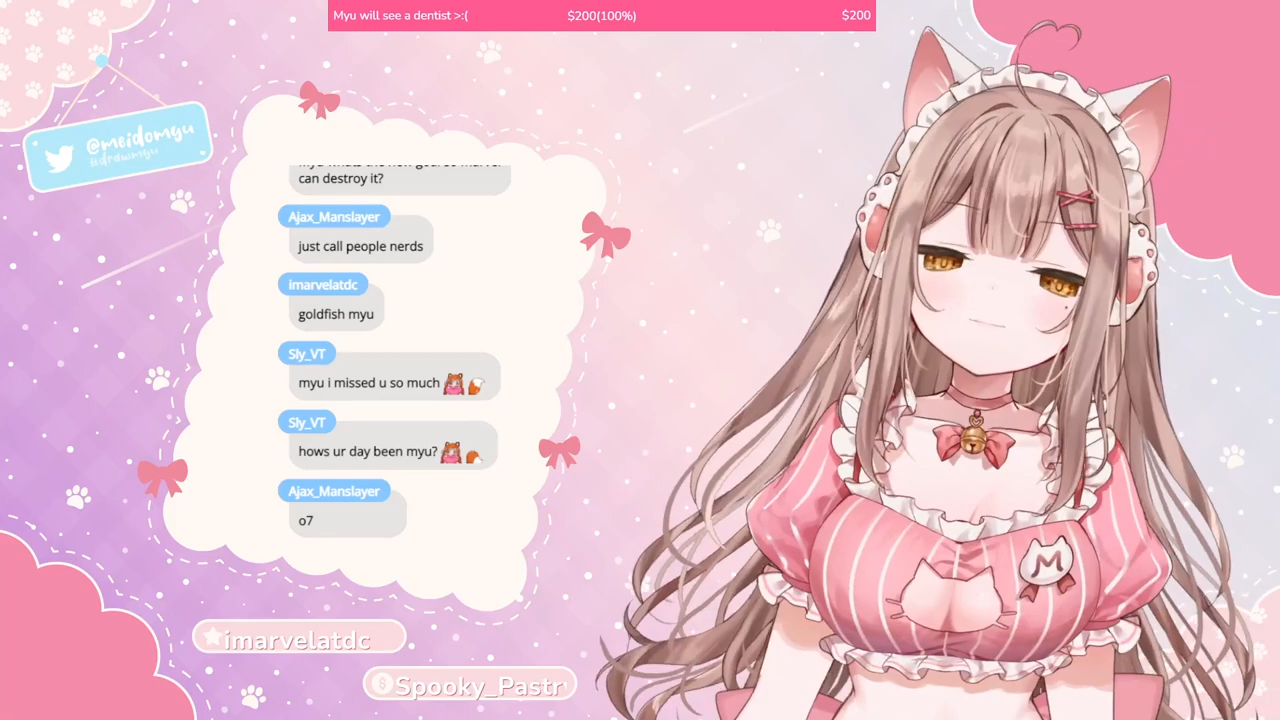 Myu will see a dentist >:( $200(100%) $200
@meidomyu
#drawmyu
can destroy it?
Ajax_Manslayer
just call people nerds
imarvelatdc
goldfish myu
Sly_VT
myu i missed u so much
Sly_VT
hows ur day been myu?
Ajax_Manslayer
o7
M
imarvelatdc
Spooky_Pastr